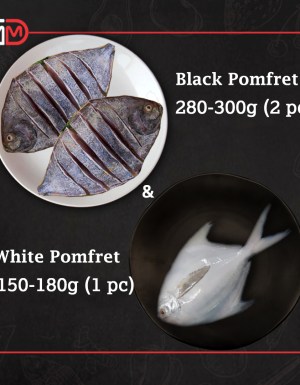 M
Black Pomfret
280-300g (2 pc
&
White Pomfret
150-180g (1 pc)